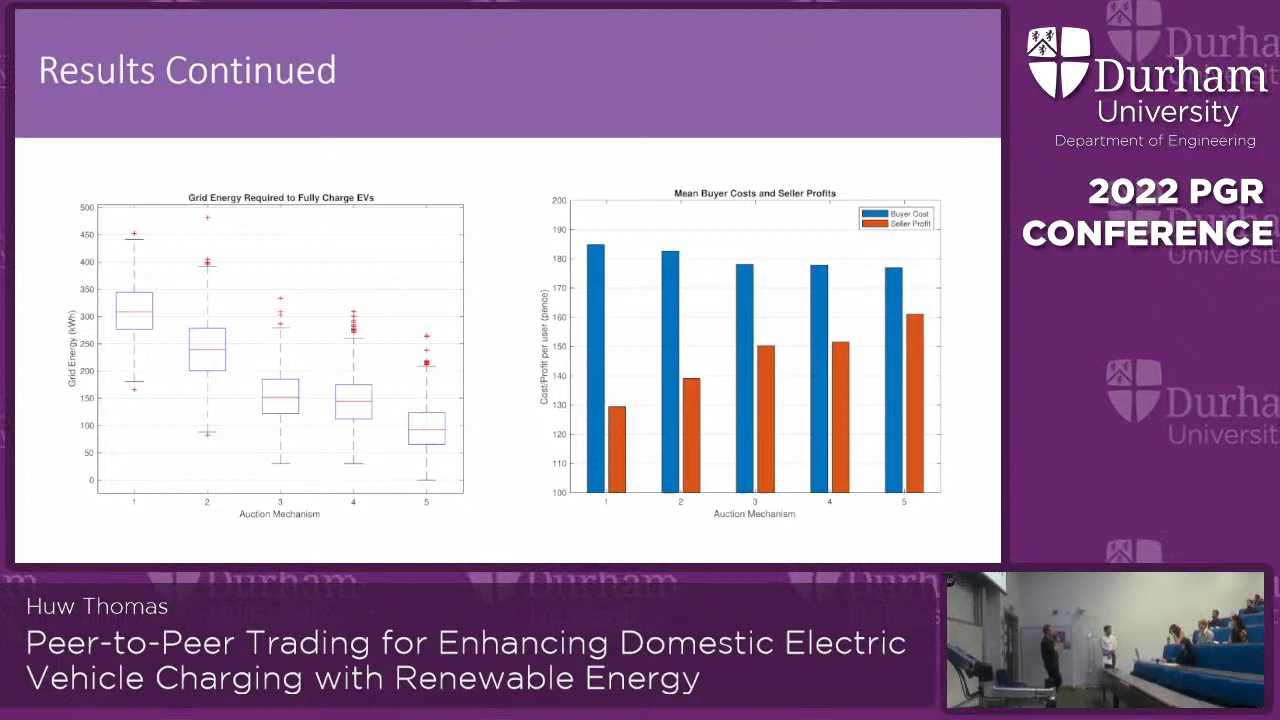 Results Continued
Grid Energy Required to Fully Charge EVs
500
450
400
350
300
250
200
150
100
50
0
Grid Energy (kWh)
1 2 3 4 5
Auction Mechanism
Mean Buyer Costs and Seller Profits
200
190
180
170
160
150
140
130
120
110
100
Cost/Profit per user (pence)
Buyer Cost
Seller Profit
1 2 3 4 5
Auction Mechanism
Durham
University
Department of Engineering
2022 PGR
CONFERENCE
Huw Thomas
Peer-to-Peer Trading for Enhancing Domestic Electric
Vehicle Charging with Renewable Energy